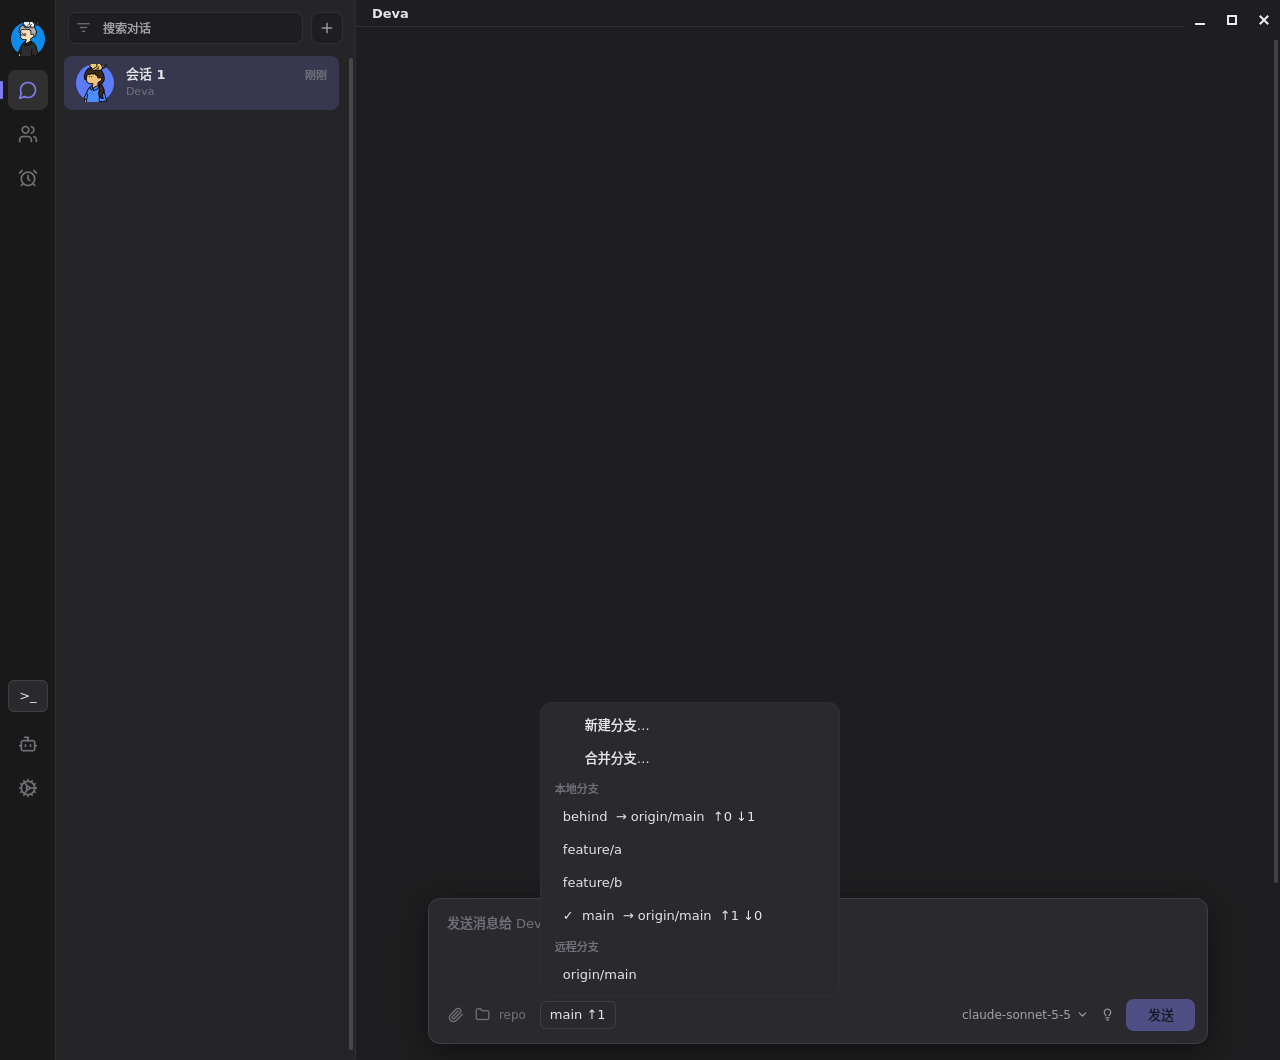 搜索对话
会话 1
刚刚
Deva
Deva
>_
新建分支...
合并分支...
本地分支
behind → origin/main ↑0 ↓1
feature/a
feature/b
✓ main → origin/main ↑1 ↓0
远程分支
origin/main
发送消息给 Dev
repo
main ↑1
claude-sonnet-5-5
发送